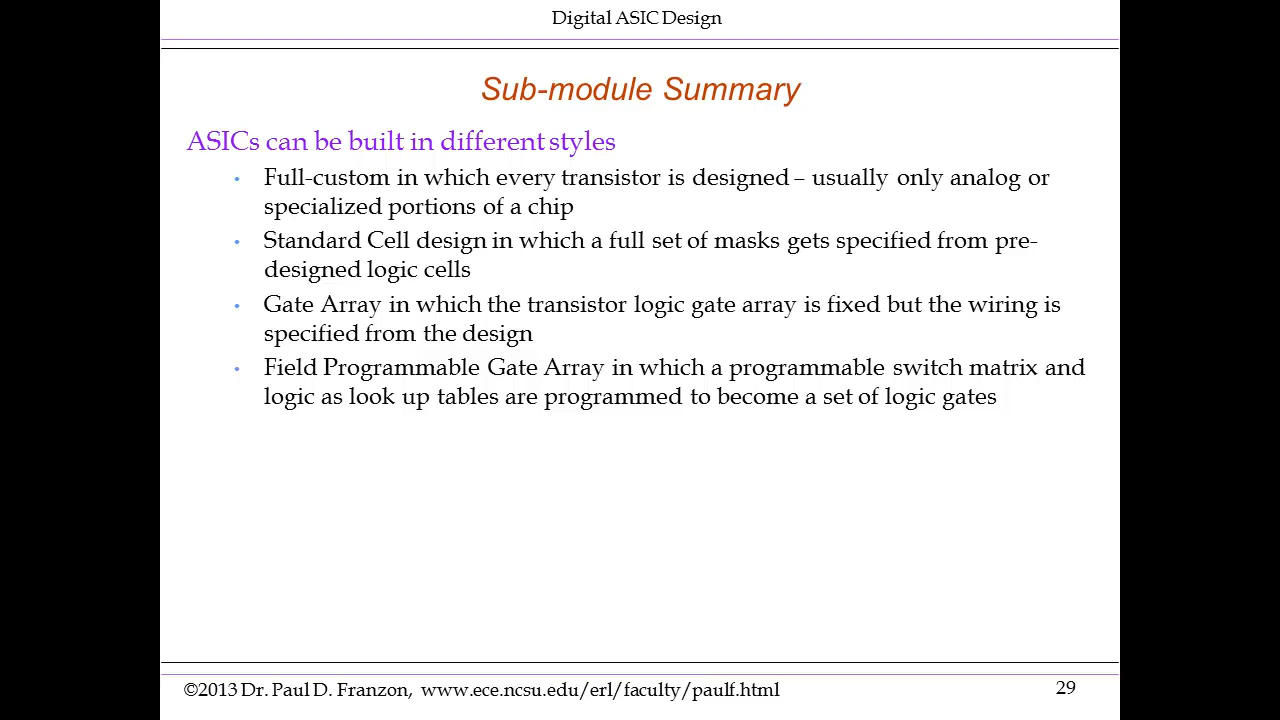 Digital ASIC Design
Sub-module Summary
ASICs can be built in different styles
• Full-custom in which every transistor is designed – usually only analog or
specialized portions of a chip
• Standard Cell design in which a full set of masks gets specified from pre-
designed logic cells
• Gate Array in which the transistor logic gate array is fixed but the wiring is
specified from the design
• Field Programmable Gate Array in which a programmable switch matrix and
logic as look up tables are programmed to become a set of logic gates
©2013 Dr. Paul D. Franzon, www.ece.ncsu.edu/erl/faculty/paulf.html
29